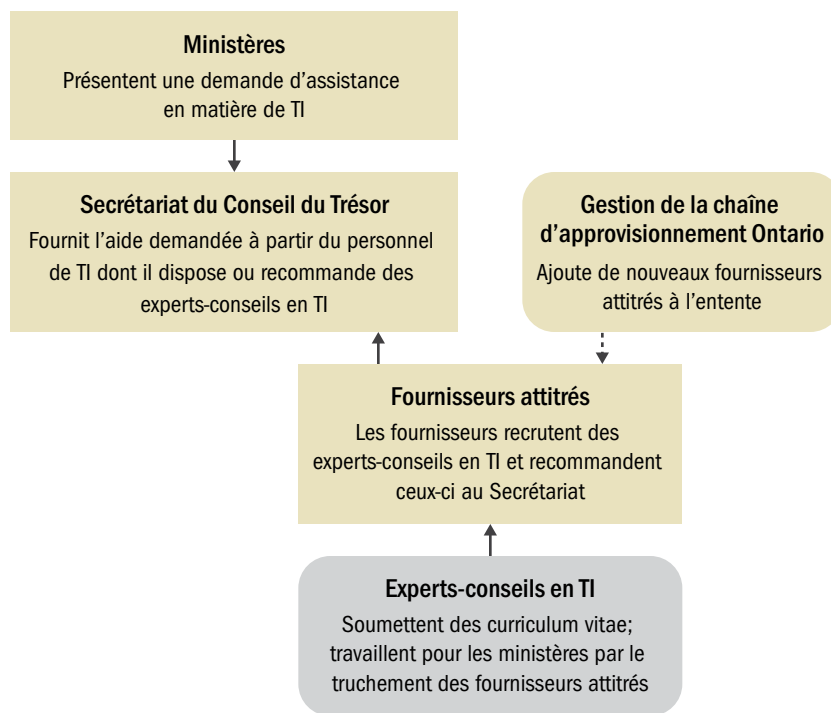 Ministères
Présentent une demande d’assistance
en matière de TI
Secrétariat du Conseil du Trésor
Fournit l’aide demandée à partir du personnel
de TI dont il dispose ou recommande des
experts-conseils en TI
Gestion de la chaîne
d’approvisionnement Ontario
Ajoute de nouveaux fournisseurs
attitrés à l’entente
Fournisseurs attitrés
Les fournisseurs recrutent des
experts-conseils en TI et recommandent
ceux-ci au Secrétariat
Experts-conseils en TI
Soumettent des curriculum vitae;
travaillent pour les ministères par le
truchement des fournisseurs attitrés